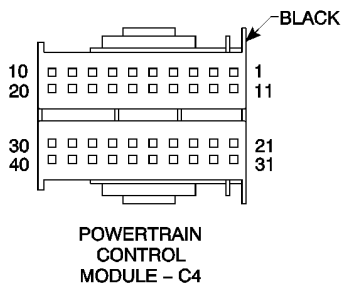 BLACK
10 1
20 11
30 21
40 31
POWERTRAIN
CONTROL
MODULE – C4